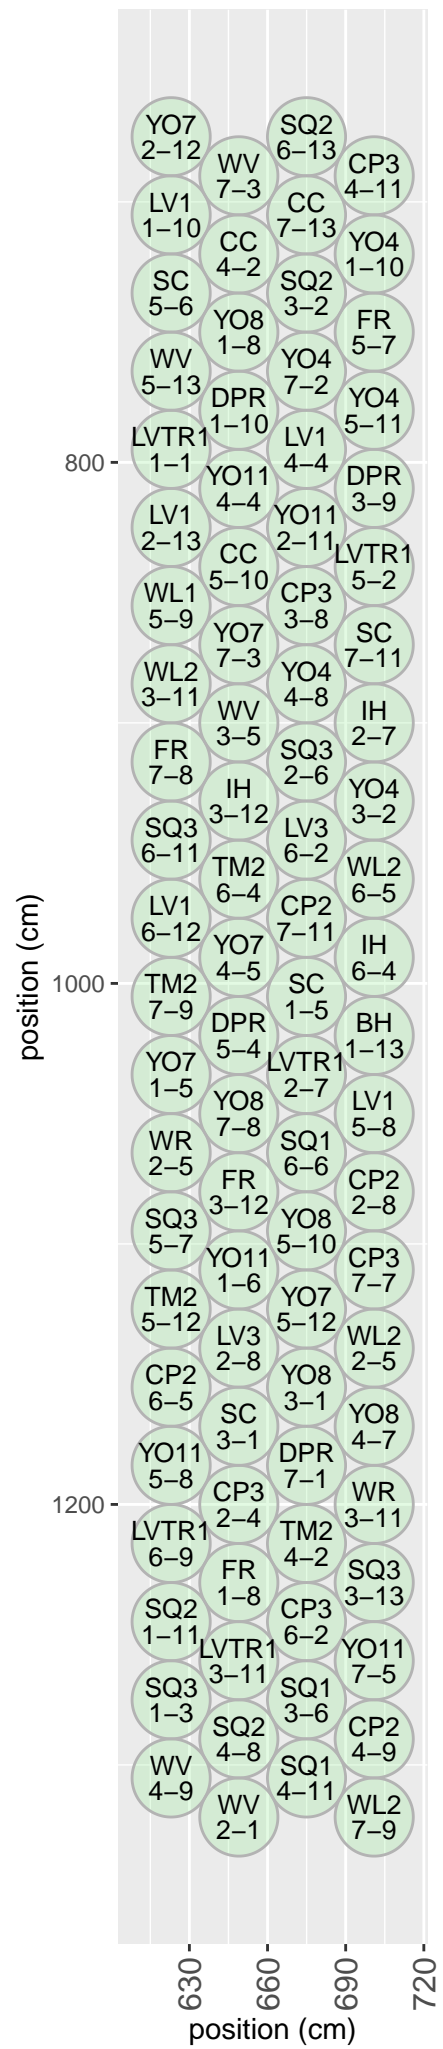 YO7
2–12
SQ2
6–13
WV
7–3
CP3
4–11
LV1
1–10
CC
7–13
CC
4–2
YO4
1–10
SC
5–6
SQ2
3–2
YO8
1–8
FR
5–7
WV
5–13
YO4
7–2
DPR
1–10
YO4
5–11
LVTR1
1–1
LV1
4–4
800
YO11
4–4
DPR
3–9
LV1
2–13
YO11
2–11
CC
5–10
LVTR1
5–2
WL1
5–9
CP3
3–8
YO7
7–3
SC
7–11
WL2
3–11
YO4
4–8
WV
3–5
IH
2–7
FR
7–8
SQ3
2–6
IH
3–12
YO4
3–2
SQ3
6–11
LV3
6–2
TM2
6–4
WL2
6–5
LV1
6–12
CP2
7–11
YO7
4–5
IH
6–4
position (cm)
1000
TM2
7–9
SC
1–5
DPR
5–4
BH
1–13
YO7
1–5
LVTR1
2–7
YO8
7–8
LV1
5–8
WR
2–5
SQ1
6–6
FR
3–12
CP2
2–8
SQ3
5–7
YO8
5–10
YO11
1–6
CP3
7–7
TM2
5–12
YO7
5–12
LV3
2–8
WL2
2–5
CP2
6–5
YO8
3–1
SC
3–1
YO8
4–7
YO11
5–8
DPR
7–1
1200
CP3
2–4
WR
3–11
LVTR1
6–9
TM2
4–2
FR
1–8
SQ3
3–13
SQ2
1–11
CP3
6–2
LVTR1
3–11
YO11
7–5
SQ3
1–3
SQ1
3–6
SQ2
4–8
CP2
4–9
WV
4–9
SQ1
4–11
WV
2–1
WL2
7–9
630
660
690
720
position (cm)